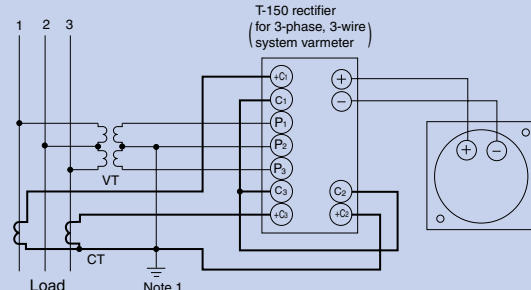 T-150 rectifier
(for 3-phase, 3-wire
system varmeter)
1 2 3
+C1
C1
P1
P2
P3
C3
+C3
+
−
C2
+C2
+ −
VT
CT
Load
Note 1